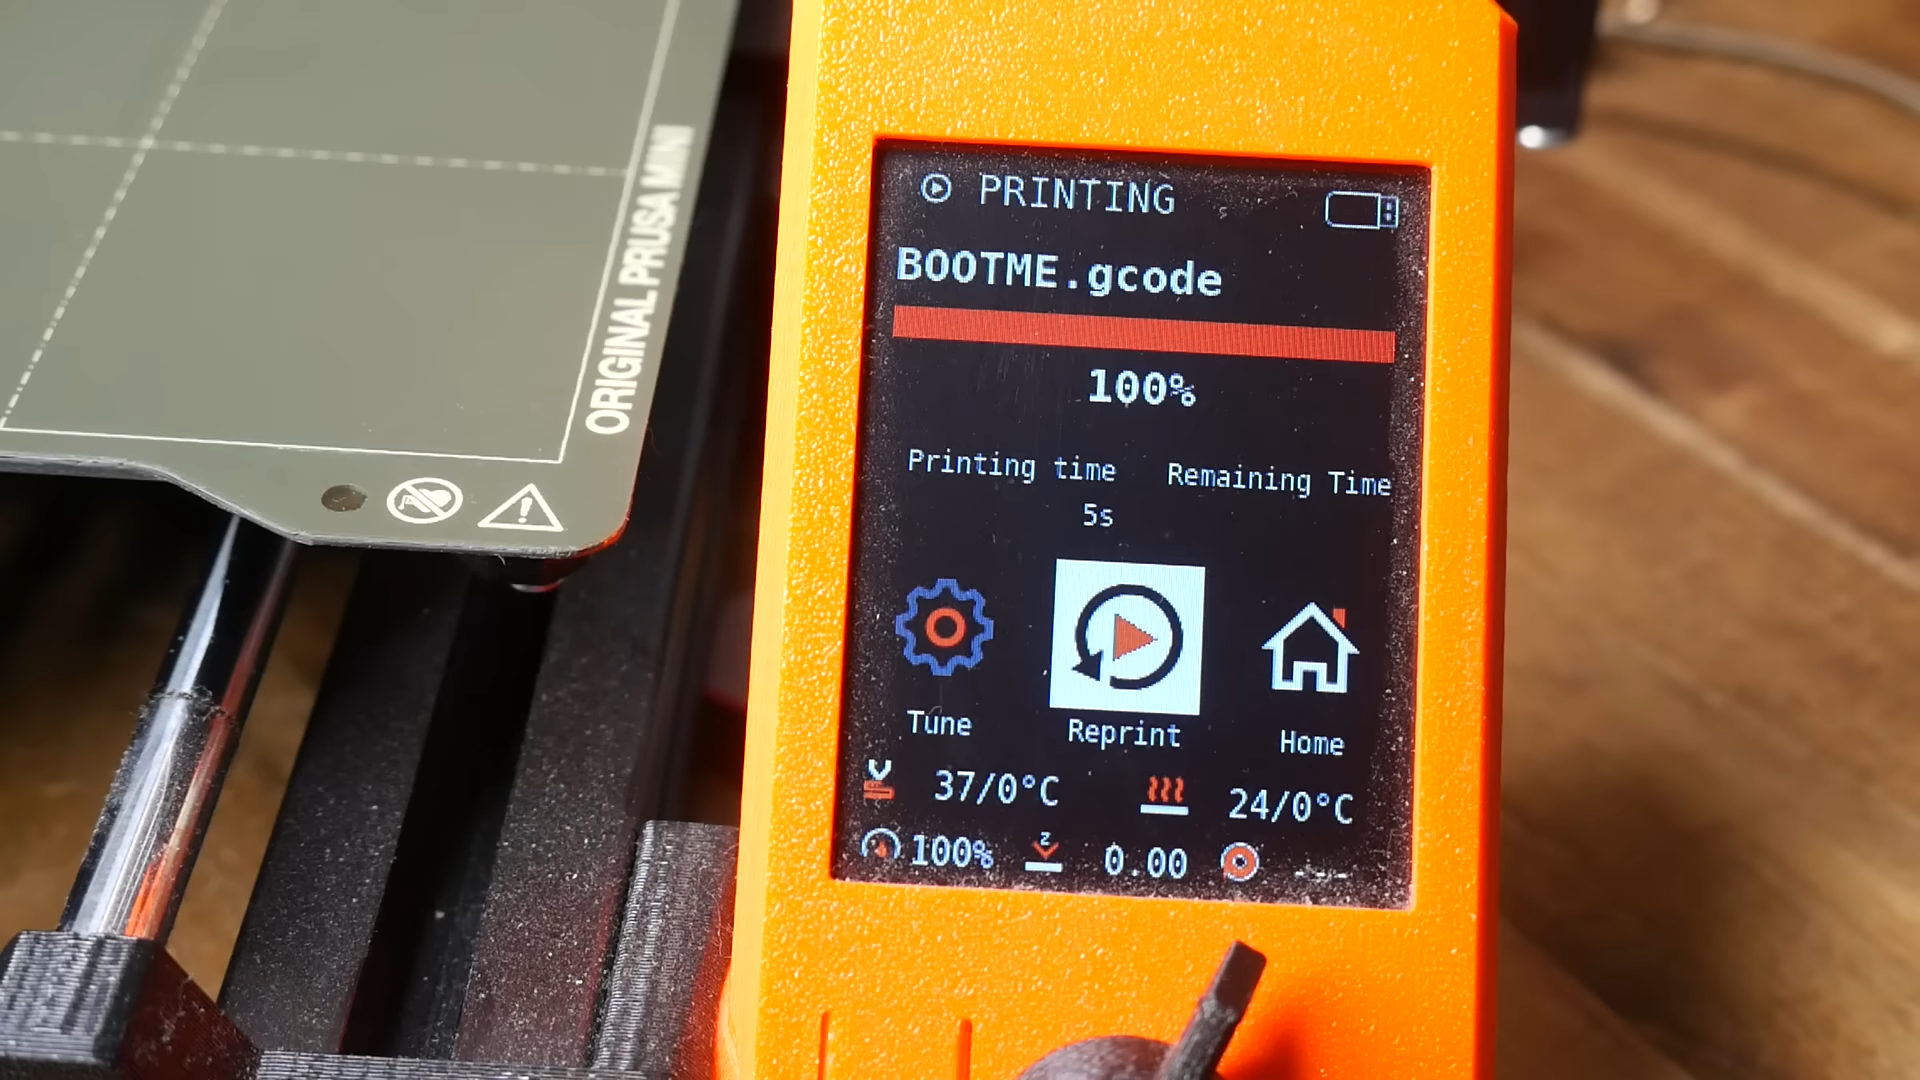 ORIGINAL PRUSA MINI
PRINTING
BOOTME.gcode
100%
Printing time Remaining Time
5s
Tune Reprint Home
37/0°C 24/0°C
100% z 0.00 ---